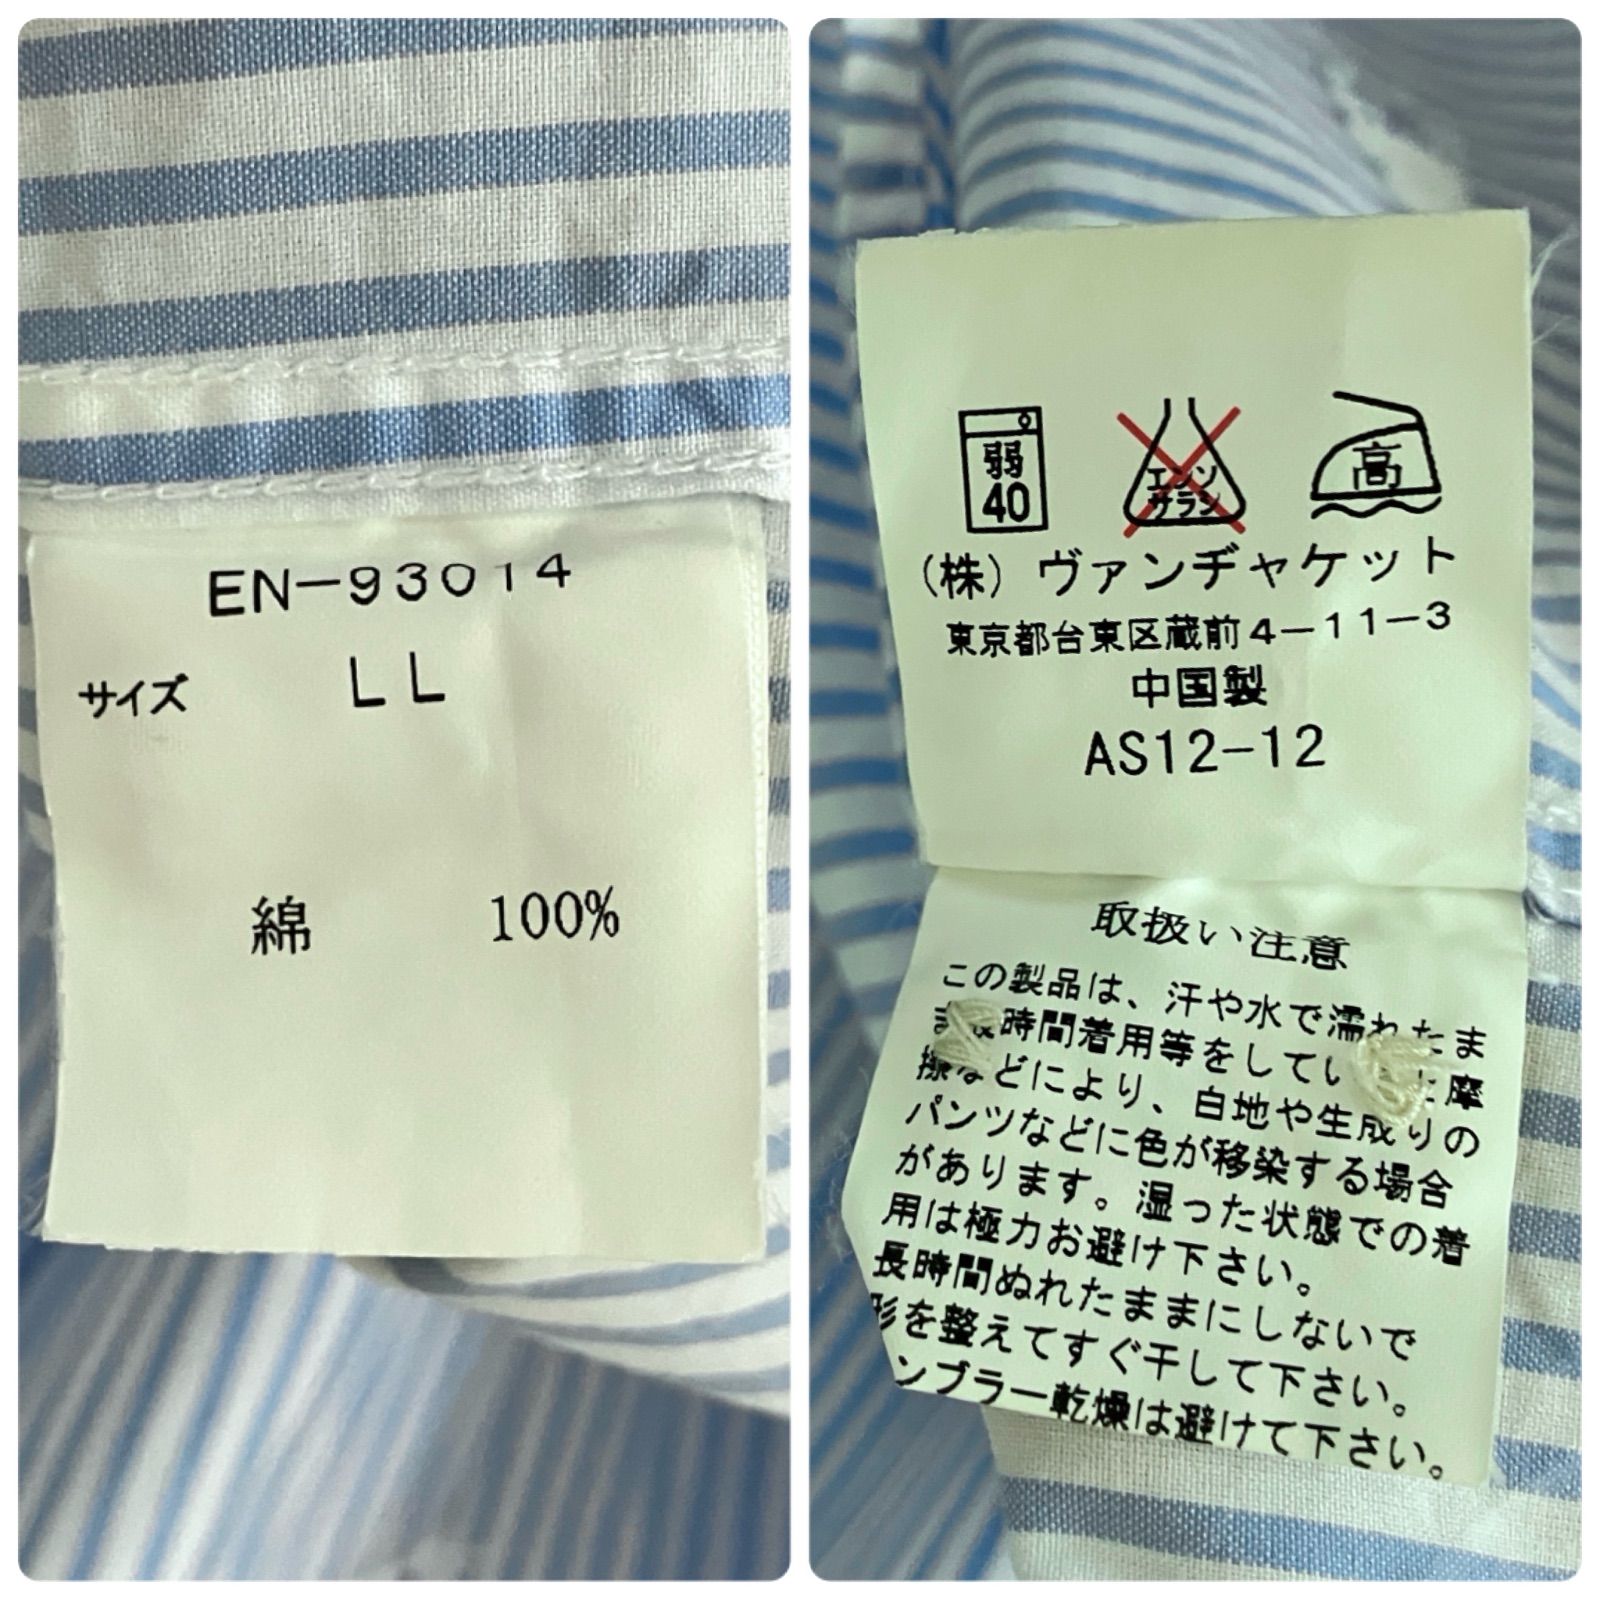 EN-93014
サイズ LL
綿 100%
弱
40
エンソ
サラシ
高
(株) ヴァンヂャケット
東京都台東区蔵前4-11-3
中国製
AS12-12
取扱い注意
この製品は、汗や水で濡れたま
時間着用等をしてい 摩
などにより、白地や生成りの
パンツなどに色が移染する場合
があります。湿った状態での着
用は極力お避け下さい。
長時間ぬれたままにしないで
形を整えてすぐ干して下さい。
ンブラー乾燥は避けて下さい。